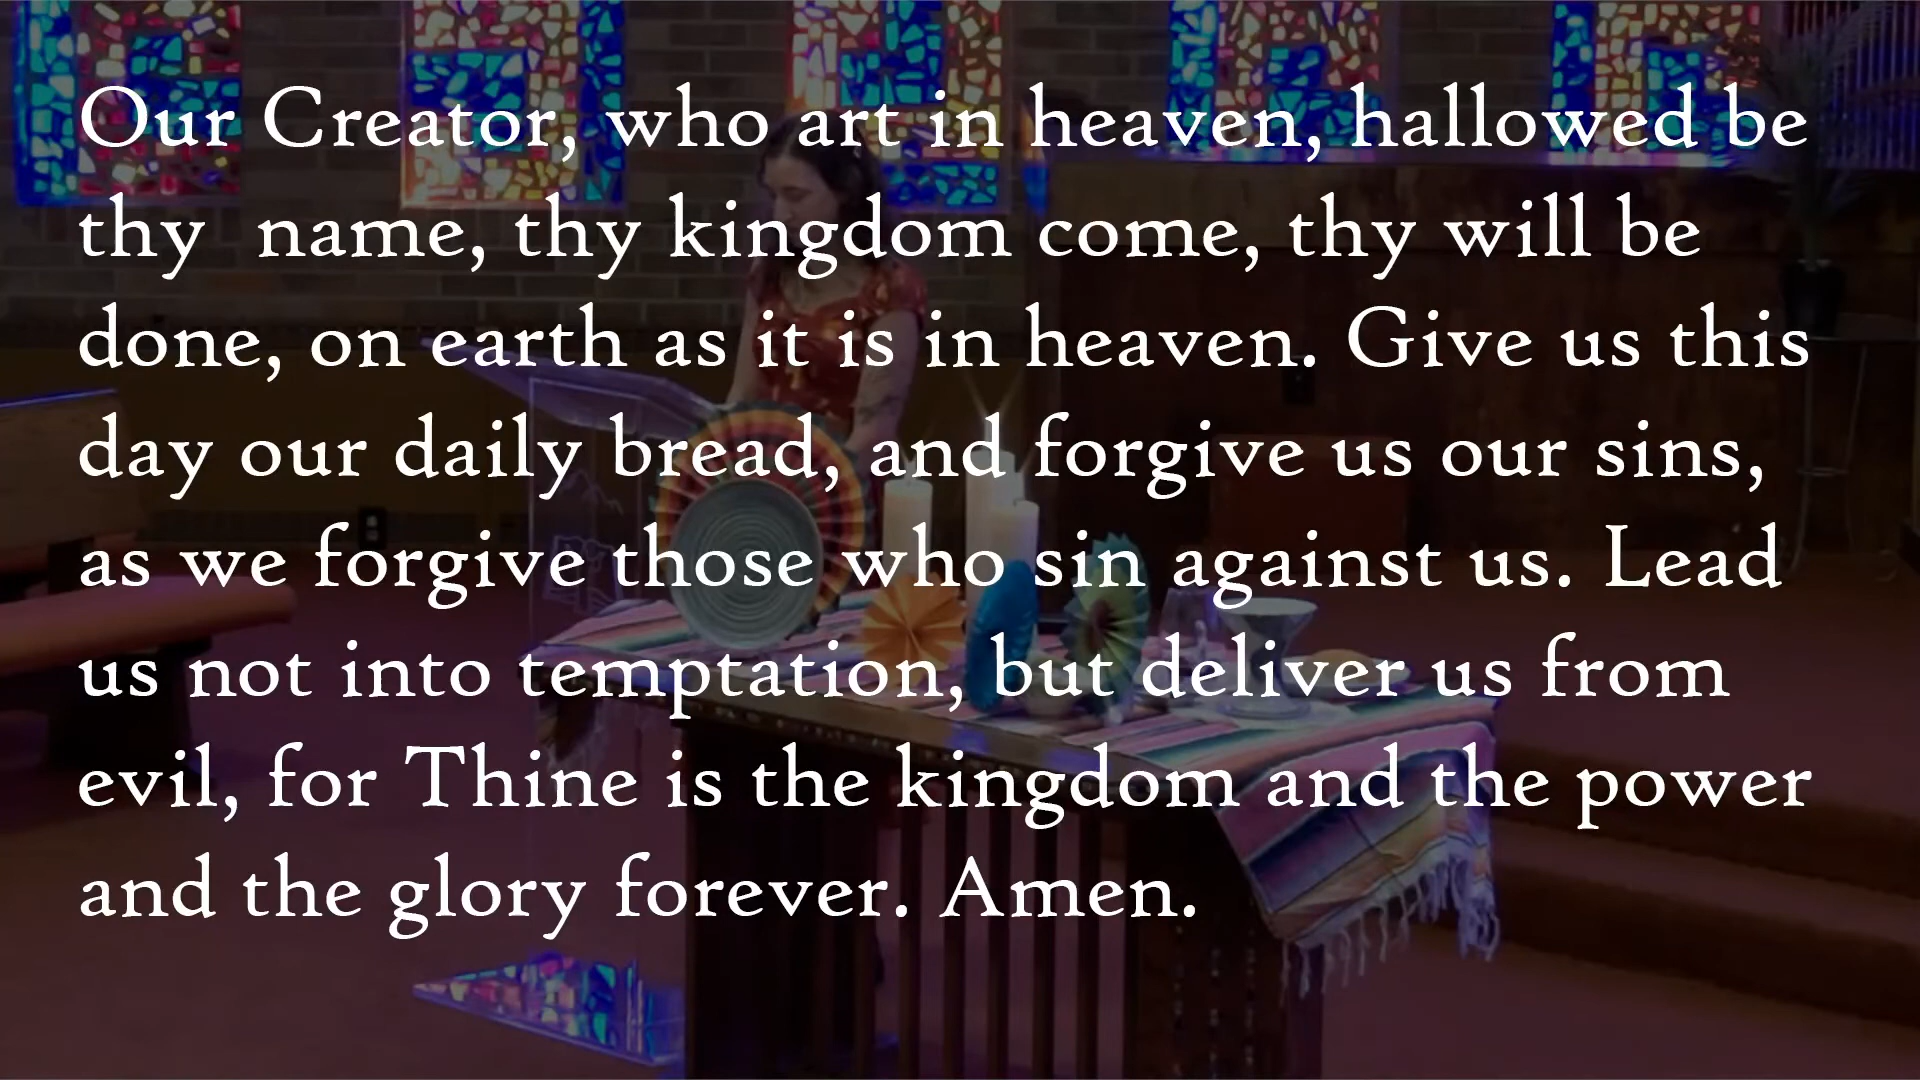 Our Creator, who art in heaven, hallowed be
thy  name, thy kingdom come, thy will be
done, on earth as it is in heaven. Give us this
day our daily bread, and forgive us our sins,
as we forgive those who sin against us. Lead
us not into temptation, but deliver us from
evil, for Thine is the kingdom and the power
and the glory forever. Amen.